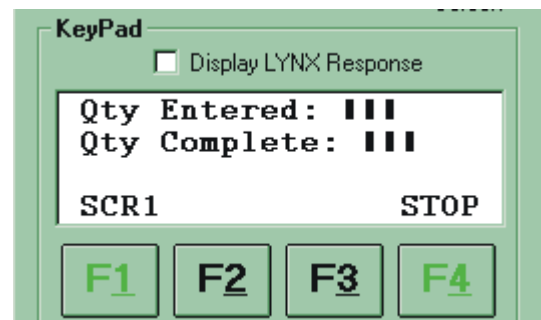 KeyPad
Display LYNX Response
Qty Entered: ▮▮▮
Qty Complete: ▮▮▮
SCR1 STOP
F1 F2 F3 F4